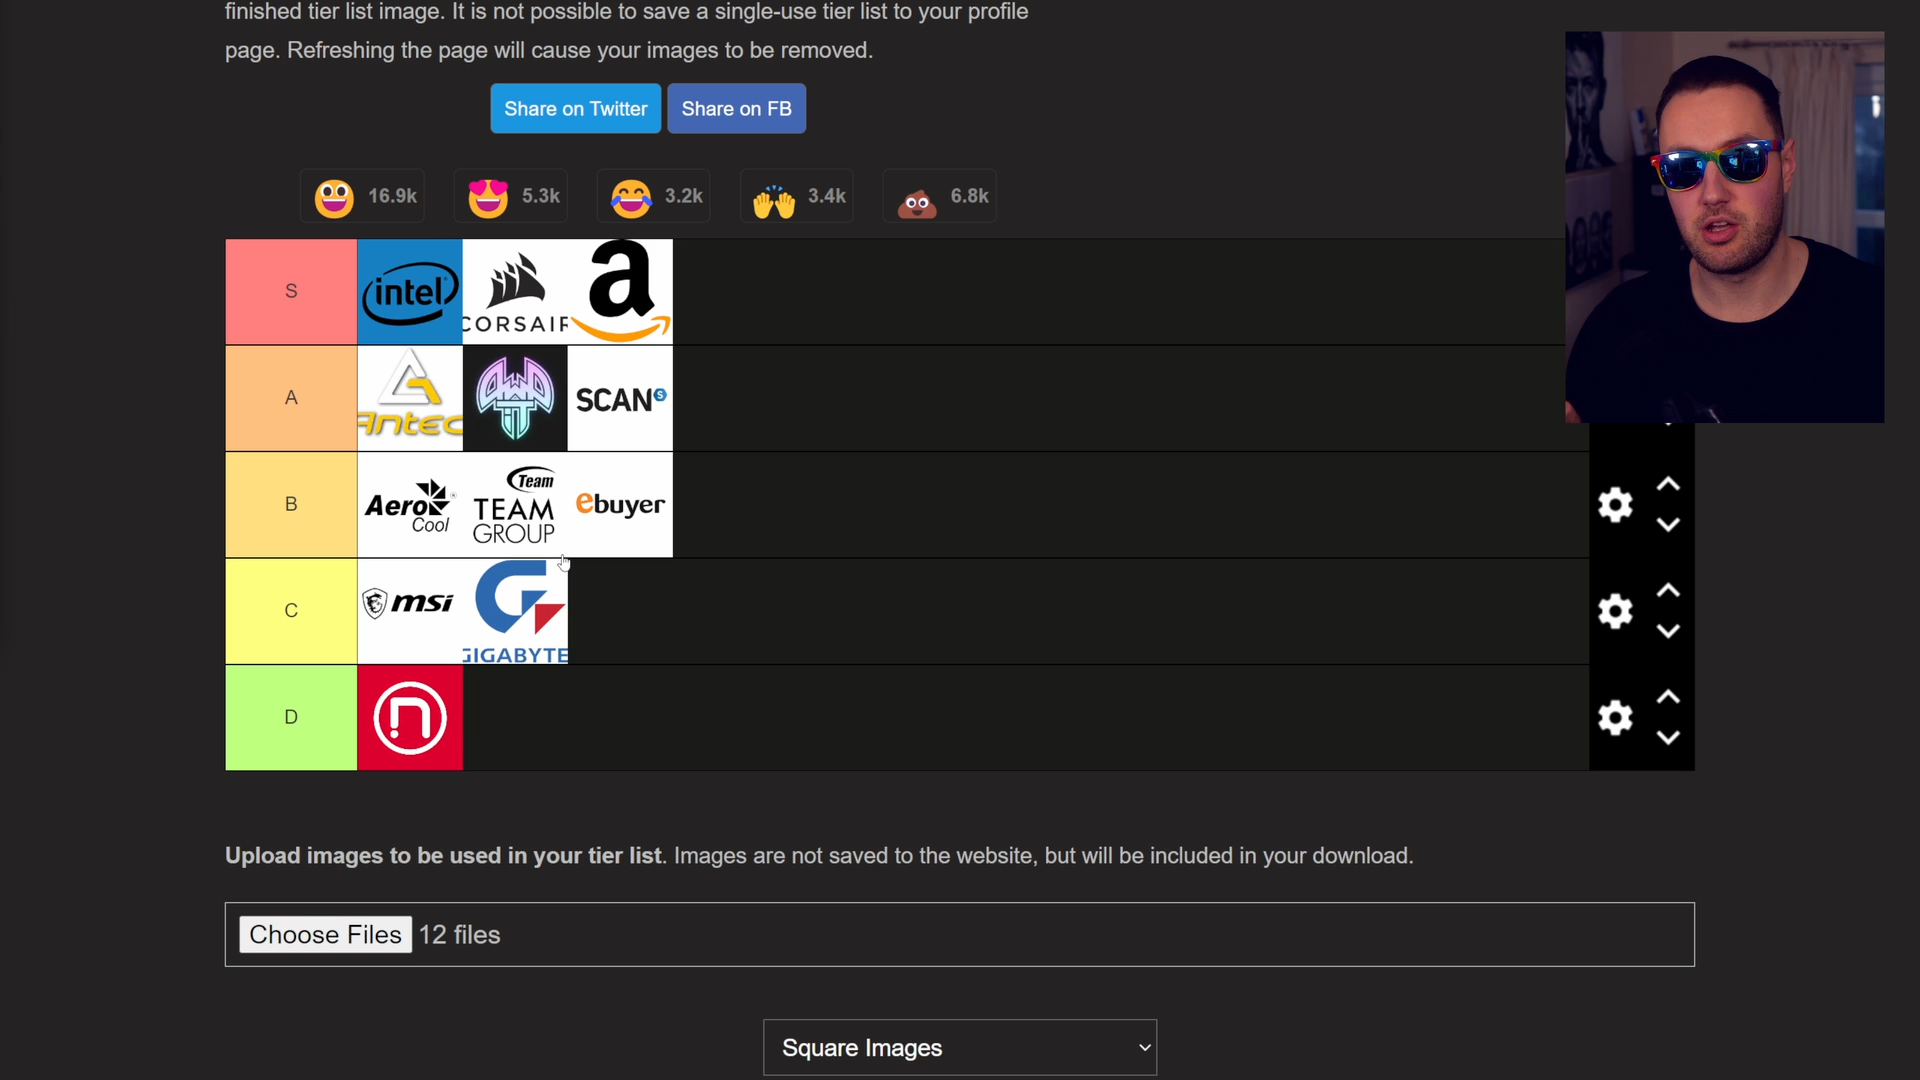 finished tier list image. It is not possible to save a single-use tier list to your profile
page. Refreshing the page will cause your images to be removed.
Share on Twitter
Share on FB
16.9k
5.3k
3.2k
3.4k
6.8k
S
intel
CORSAIR
a
A
Antec
SCAN S
B
Aero Cool
Team
TEAM
GROUP
ebuyer
C
msi
GIGABYTE
D
n
Upload images to be used in your tier list. Images are not saved to the website, but will be included in your download.
Choose Files 12 files
Square Images